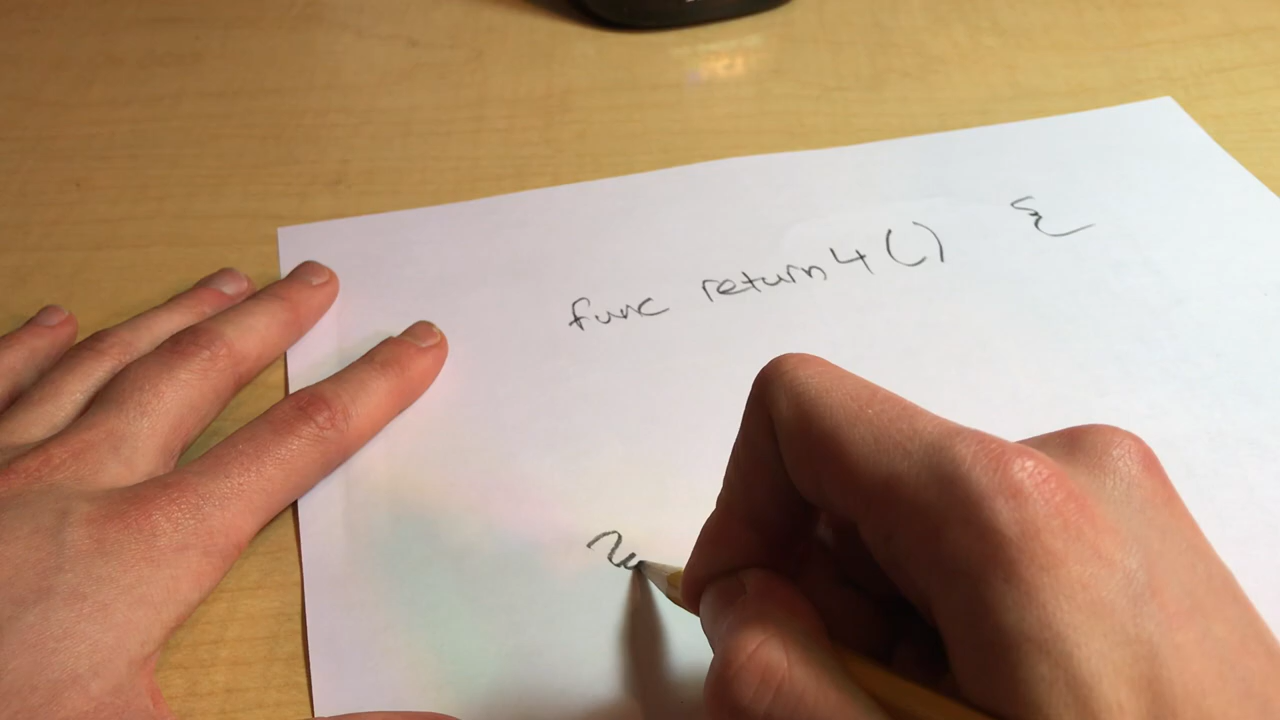 func return4() {
}